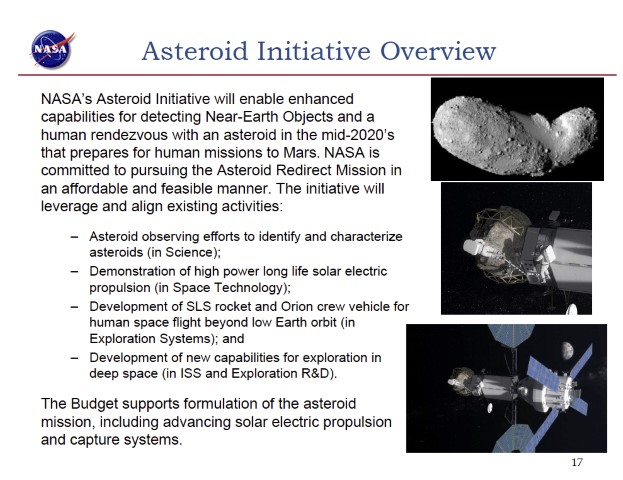 NASA
Asteroid Initiative Overview
NASA's Asteroid Initiative will enable enhanced
capabilities for detecting Near-Earth Objects and a
human rendezvous with an asteroid in the mid-2020's
that prepares for human missions to Mars. NASA is
committed to pursuing the Asteroid Redirect Mission in
an affordable and feasible manner. The initiative will
leverage and align existing activities:
– Asteroid observing efforts to identify and characterize
asteroids (in Science);
– Demonstration of high power long life solar electric
propulsion (in Space Technology);
– Development of SLS rocket and Orion crew vehicle for
human space flight beyond low Earth orbit (in
Exploration Systems); and
– Development of new capabilities for exploration in
deep space (in ISS and Exploration R&D).
The Budget supports formulation of the asteroid
mission, including advancing solar electric propulsion
and capture systems.
17